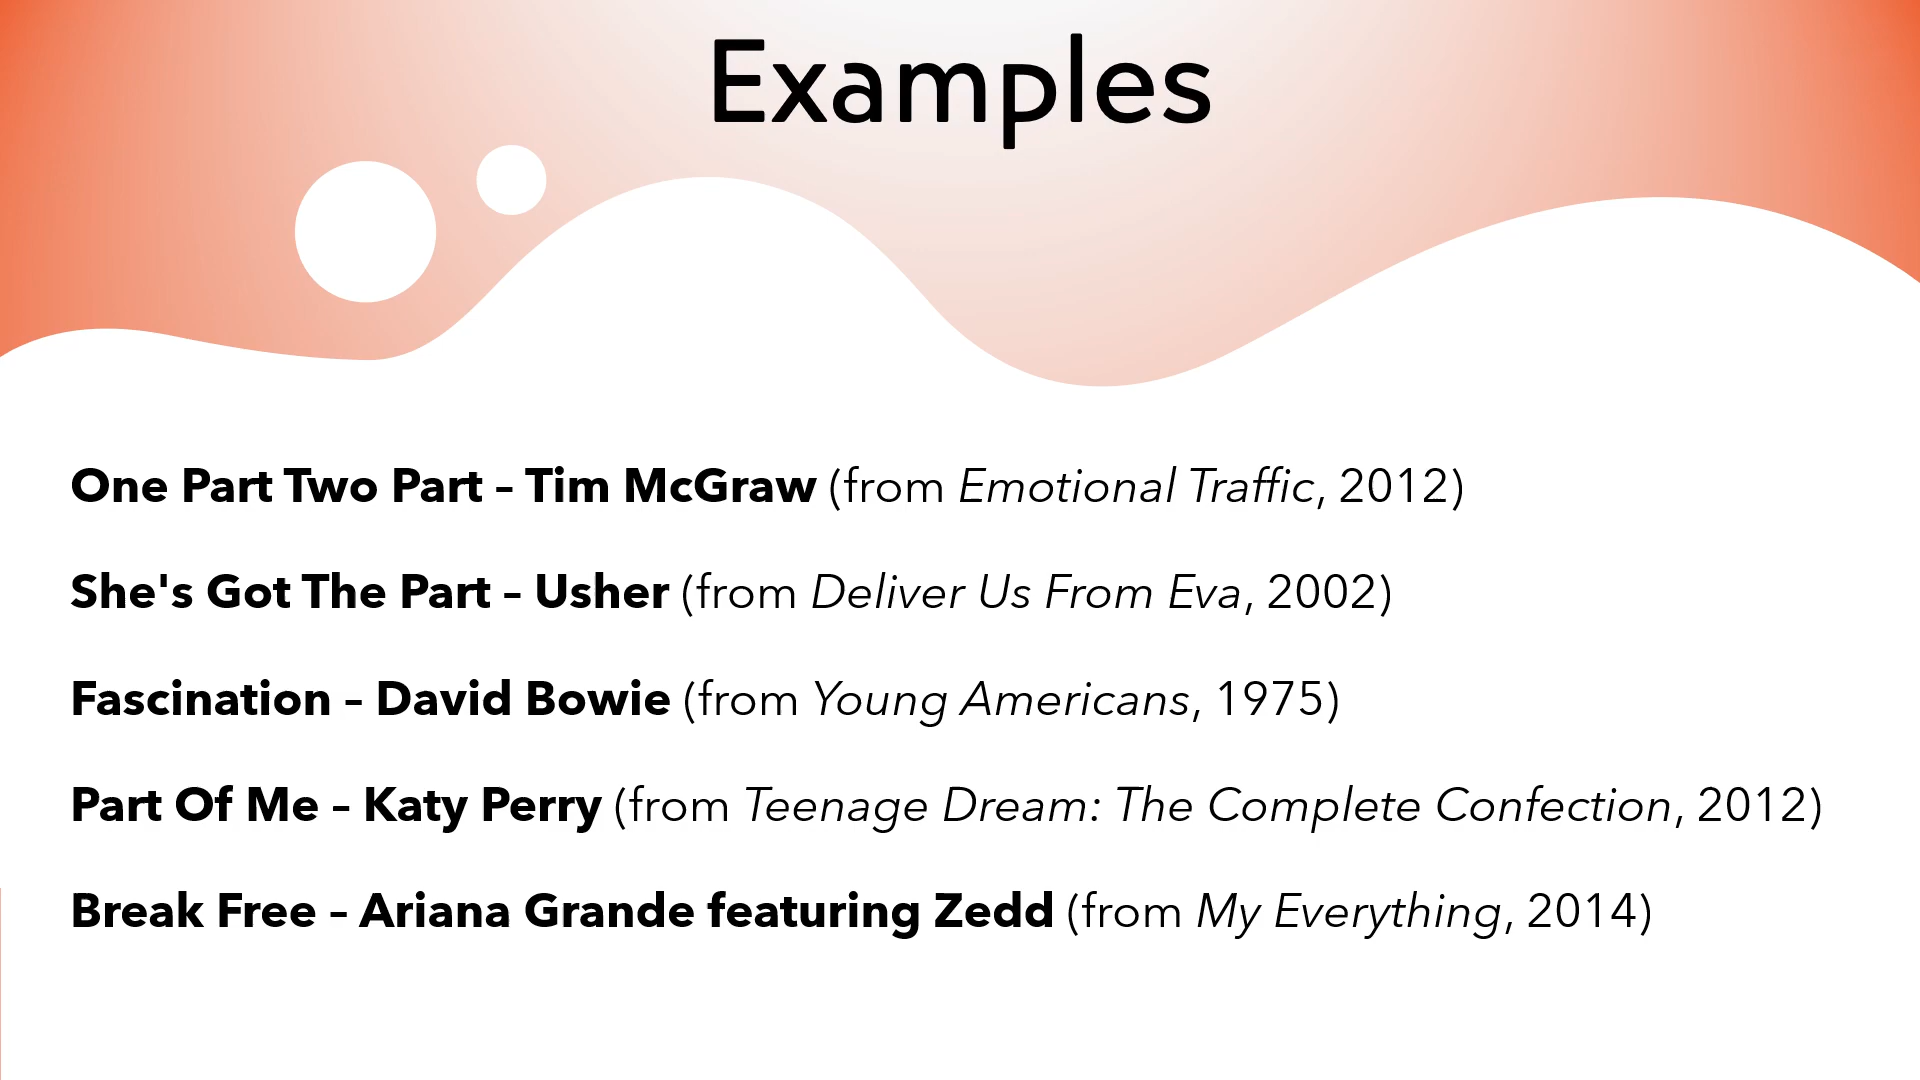 Examples
One Part Two Part – Tim McGraw (from Emotional Traffic, 2012)
She's Got The Part – Usher (from Deliver Us From Eva, 2002)
Fascination – David Bowie (from Young Americans, 1975)
Part Of Me – Katy Perry (from Teenage Dream: The Complete Confection, 2012)
Break Free – Ariana Grande featuring Zedd (from My Everything, 2014)